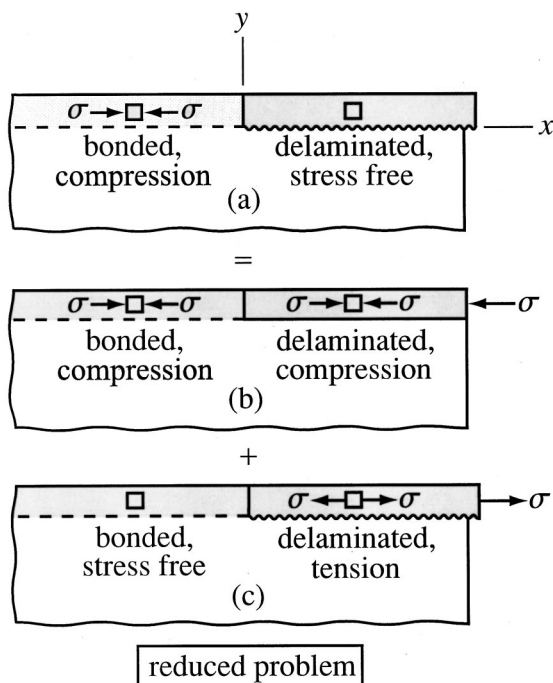 y
σ σ
x
bonded,
compression
delaminated,
stress free
(a)
=
σ σ
σ σ
σ
bonded,
compression
delaminated,
compression
(b)
+
σ σ
σ
bonded,
stress free
delaminated,
tension
(c)
reduced problem